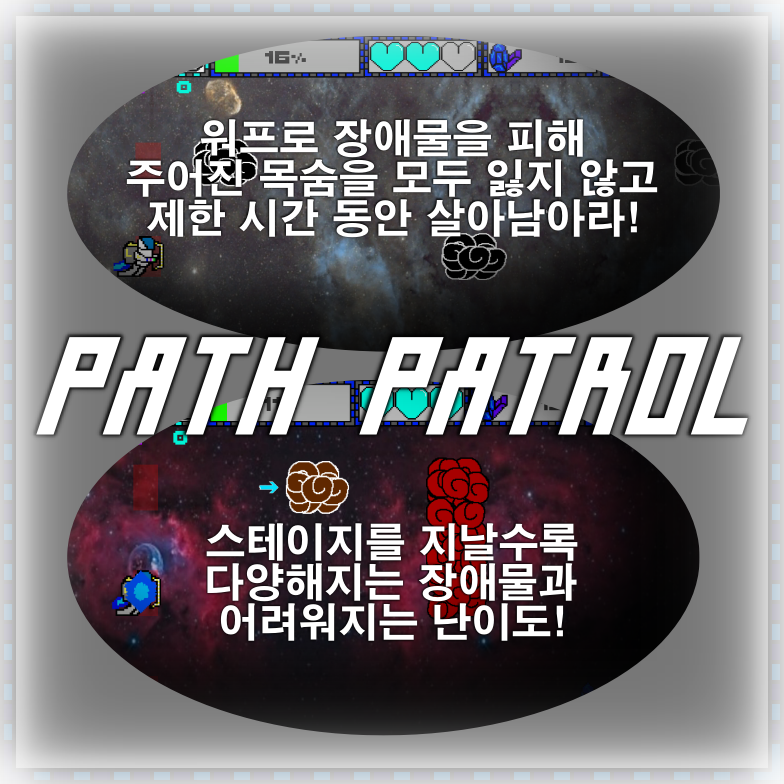 16%
워프로 장애물을 피해
주어진 목숨을 모두 잃지 않고
제한 시간 동안 살아남아라!
PATH PATROL
스테이지를 지날수록
다양해지는 장애물과
어려워지는 난이도!